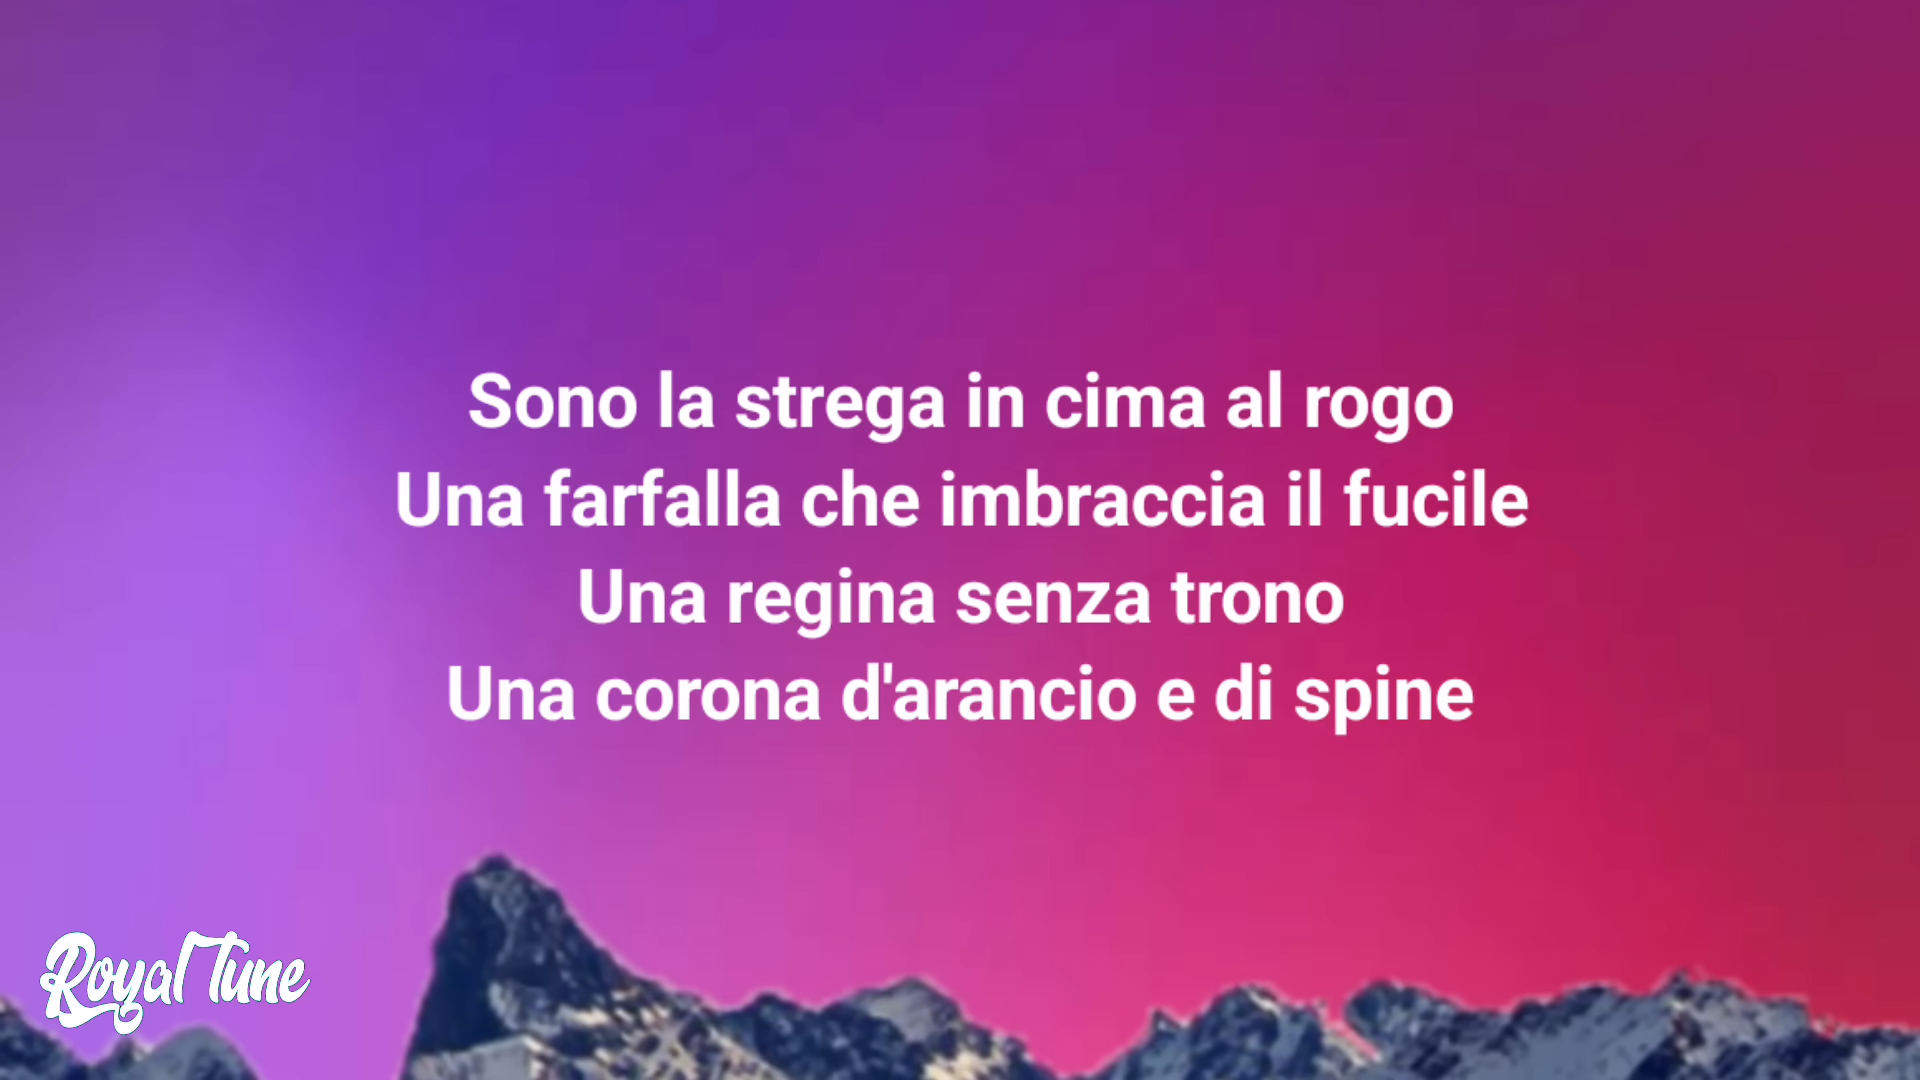 Sono la strega in cima al rogo
Una farfalla che imbraccia il fucile
Una regina senza trono
Una corona d'arancio e di spine
Royal Tune